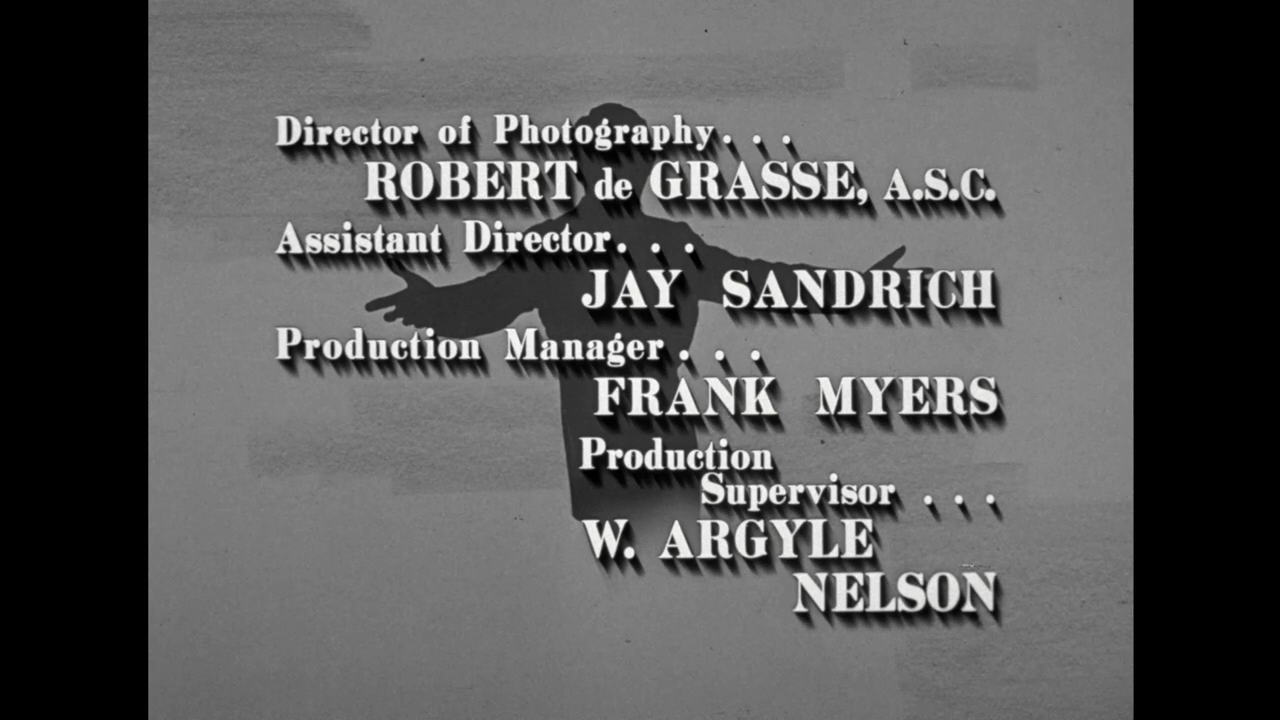 Director of Photography. . .
ROBERT de GRASSE, A.S.C.
Assistant Director. . .
JAY SANDRICH
Production Manager . . .
FRANK MYERS
Production
Supervisor . . .
W. ARGYLE
NELSON